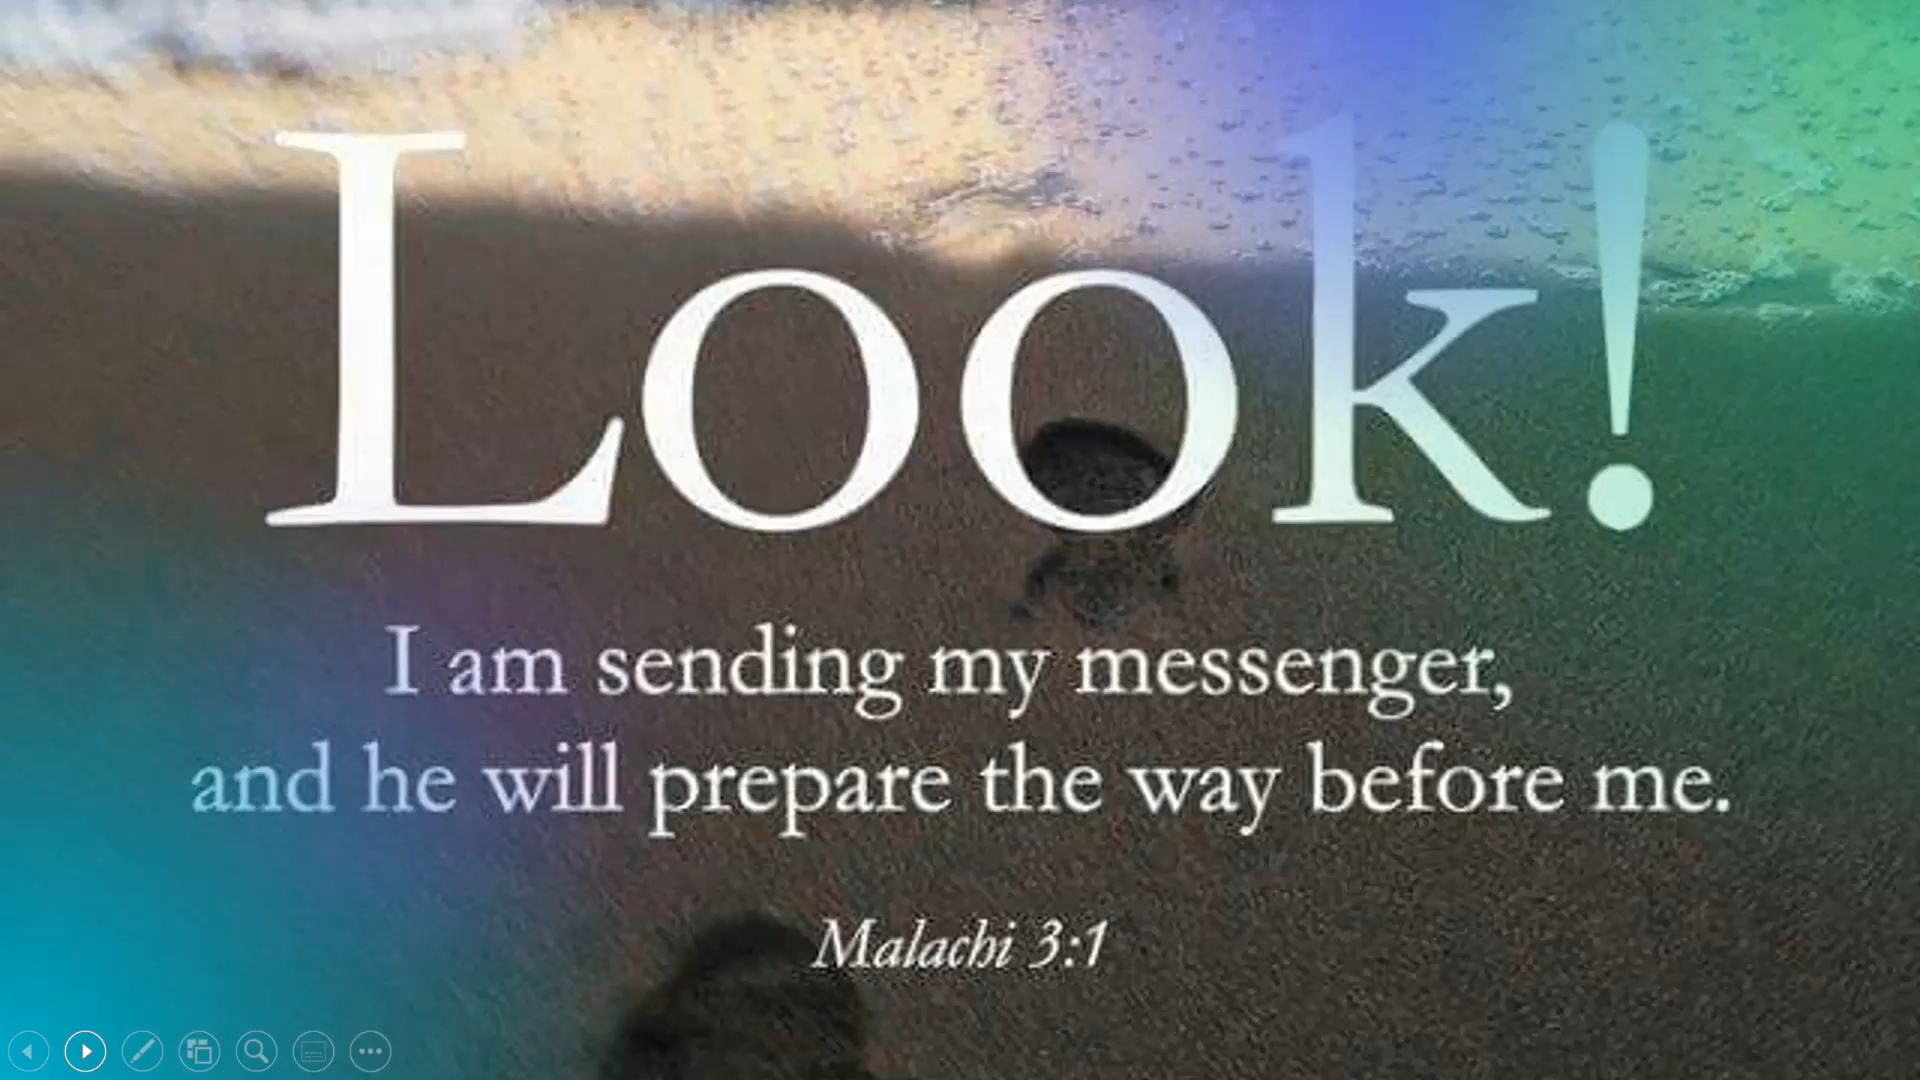 Look!
I am sending my messenger,
and he will prepare the way before me.
Malachi 3:1